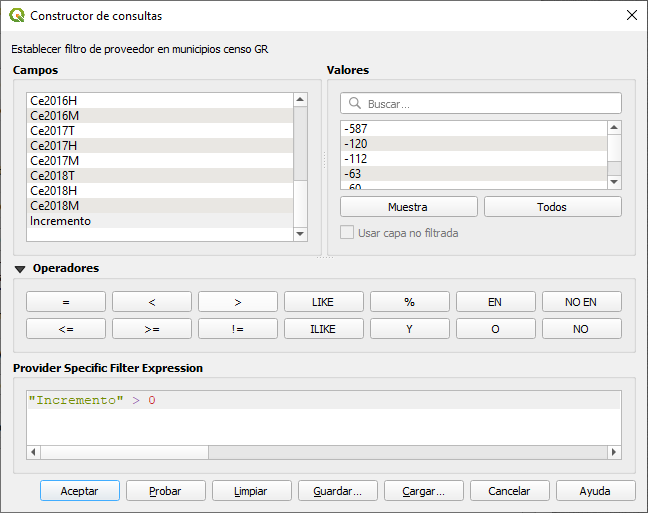 Constructor de consultas
Establecer filtro de proveedor en municipios censo GR
Campos
Ce2016H
Ce2016M
Ce2017T
Ce2017H
Ce2017M
Ce2018T
Ce2018H
Ce2018M
Incremento
Valores
Buscar...
-587
-120
-112
-63
-60
Muestra
Todos
Usar capa no filtrada
Operadores
= < > LIKE % EN NO EN
<= >= != ILIKE Y O NO
Provider Specific Filter Expression
"Incremento" > 0
Aceptar Probar Limpiar Guardar... Cargar... Cancelar Ayuda